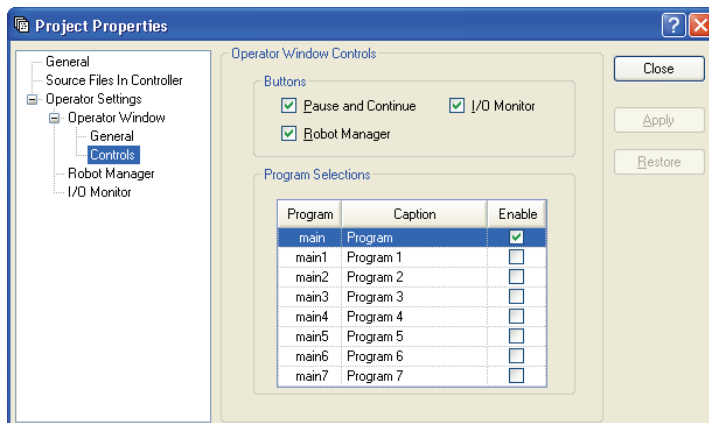 Project Properties
General
Source Files In Controller
Operator Settings
Operator Window
General
Controls
Robot Manager
I/O Monitor
Operator Window Controls
Buttons
Pause and Continue
I/O Monitor
Robot Manager
Program Selections
Program Caption Enable
main Program
main1 Program 1
main2 Program 2
main3 Program 3
main4 Program 4
main5 Program 5
main6 Program 6
main7 Program 7
Close
Apply
Restore